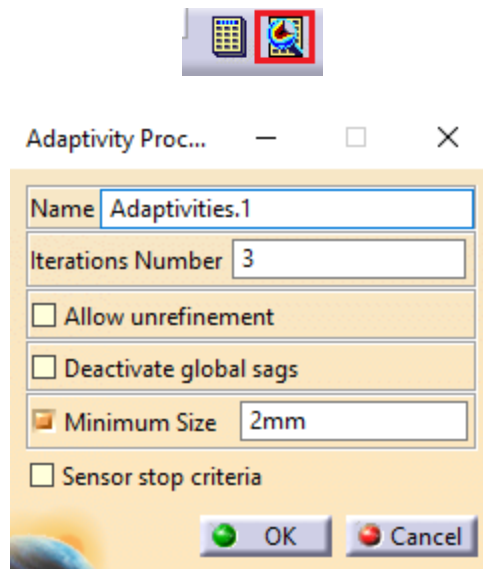 Adaptivity Proc...
Name Adaptivities.1
Iterations Number 3
Allow unrefinement
Deactivate global sags
Minimum Size 2mm
Sensor stop criteria
OK Cancel